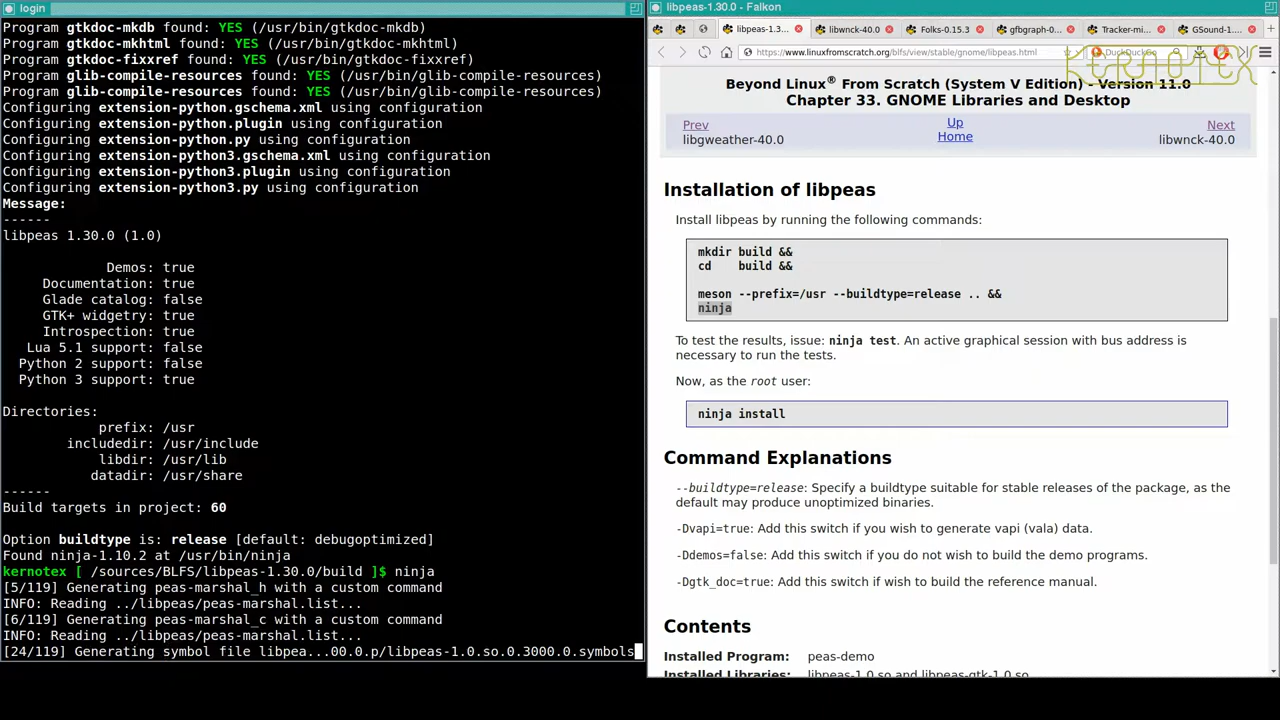 login
Program gtkdoc-mkdb found: YES (/usr/bin/gtkdoc-mkdb)
Program gtkdoc-mkhtml found: YES (/usr/bin/gtkdoc-mkhtml)
Program gtkdoc-fixxref found: YES (/usr/bin/gtkdoc-fixxref)
Program glib-compile-resources found: YES (/usr/bin/glib-compile-resources)
Program glib-compile-resources found: YES (/usr/bin/glib-compile-resources)
Configuring extension-python.gschema.xml using configuration
Configuring extension-python.plugin using configuration
Configuring extension-python.py using configuration
Configuring extension-python3.gschema.xml using configuration
Configuring extension-python3.plugin using configuration
Configuring extension-python3.py using configuration
Message:
------
libpeas 1.30.0 (1.0)
Demos: true
Documentation: true
Glade catalog: false
GTK+ widgetry: true
Introspection: true
Lua 5.1 support: false
Python 2 support: false
Python 3 support: true
Directories:
prefix: /usr
includedir: /usr/include
libdir: /usr/lib
datadir: /usr/share
------
Build targets in project: 60
Option buildtype is: release [default: debugoptimized]
Found ninja-1.10.2 at /usr/bin/ninja
kernotex [ /sources/BLFS/libpeas-1.30.0/build ]$ ninja
[5/119] Generating peas-marshal_h with a custom command
INFO: Reading ../libpeas/peas-marshal.list...
[6/119] Generating peas-marshal_c with a custom command
INFO: Reading ../libpeas/peas-marshal.list...
[24/119] Generating symbol file libpea...00.0.p/libpeas-1.0.so.0.3000.0.symbols
libpeas-1.30.0 - Falkon
libpeas-1.3... libwnck-40.0 Folks-0.15.3 gfbgraph-0... Tracker-mi... GSound-1....
https://www.linuxfromscratch.org/blfs/view/stable/gnome/libpeas.html DuckDuckGo
KERNOTEX
Beyond Linux® From Scratch (System V Edition) - Version 11.0
Chapter 33. GNOME Libraries and Desktop
Prev Up Next
libgweather-40.0 Home libwnck-40.0
Installation of libpeas
Install libpeas by running the following commands:
mkdir build &&
cd    build &&
meson --prefix=/usr --buildtype=release .. &&
ninja
To test the results, issue: ninja test. An active graphical session with bus address is
necessary to run the tests.
Now, as the root user:
ninja install
Command Explanations
--buildtype=release: Specify a buildtype suitable for stable releases of the package, as the
default may produce unoptimized binaries.
-Dvapi=true: Add this switch if you wish to generate vapi (vala) data.
-Ddemos=false: Add this switch if you do not wish to build the demo programs.
-Dgtk_doc=true: Add this switch if wish to build the reference manual.
Contents
Installed Program: peas-demo
Installed Libraries: libpeas-1.0.so and libpeas-gtk-1.0.so